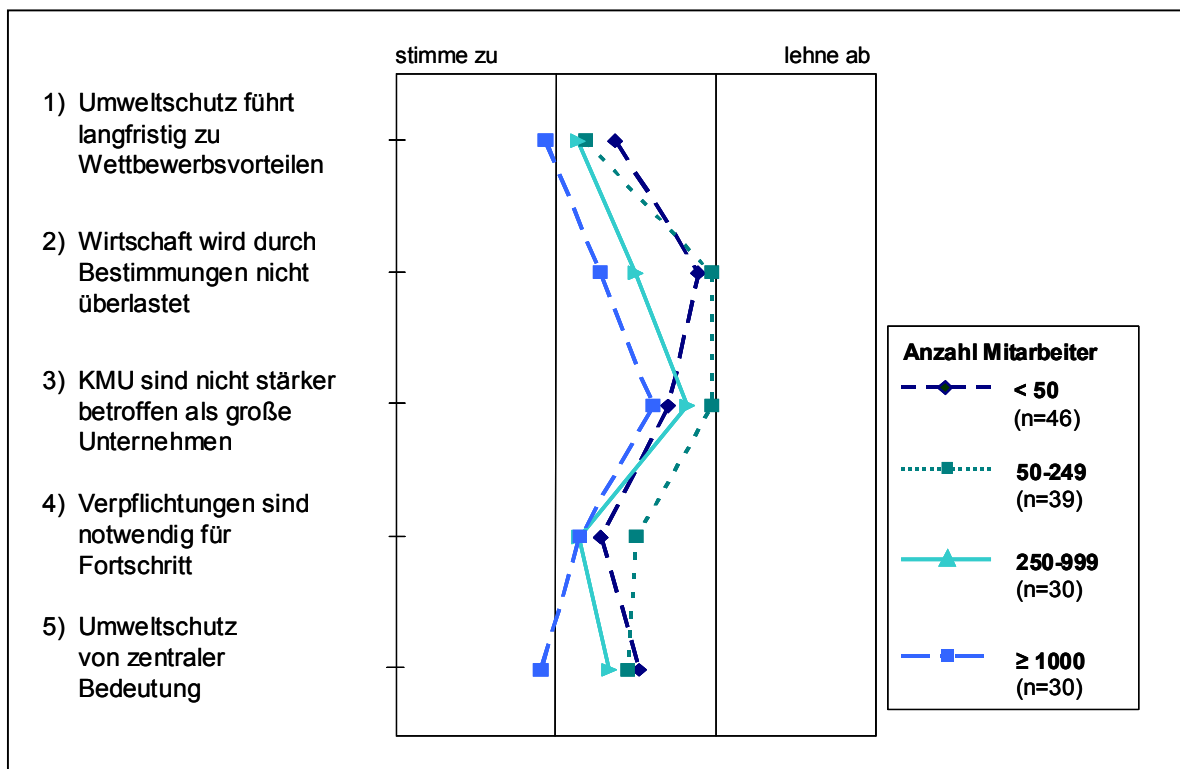 stimme zu
lehne ab
1) Umweltschutz führt
langfristig zu
Wettbewerbsvorteilen
2) Wirtschaft wird durch
Bestimmungen nicht
überlastet
3) KMU sind nicht stärker
betroffen als große
Unternehmen
4) Verpflichtungen sind
notwendig für
Fortschritt
5) Umweltschutz
von zentraler
Bedeutung
Anzahl Mitarbeiter
< 50
(n=46)
50-249
(n=39)
250-999
(n=30)
≥ 1000
(n=30)